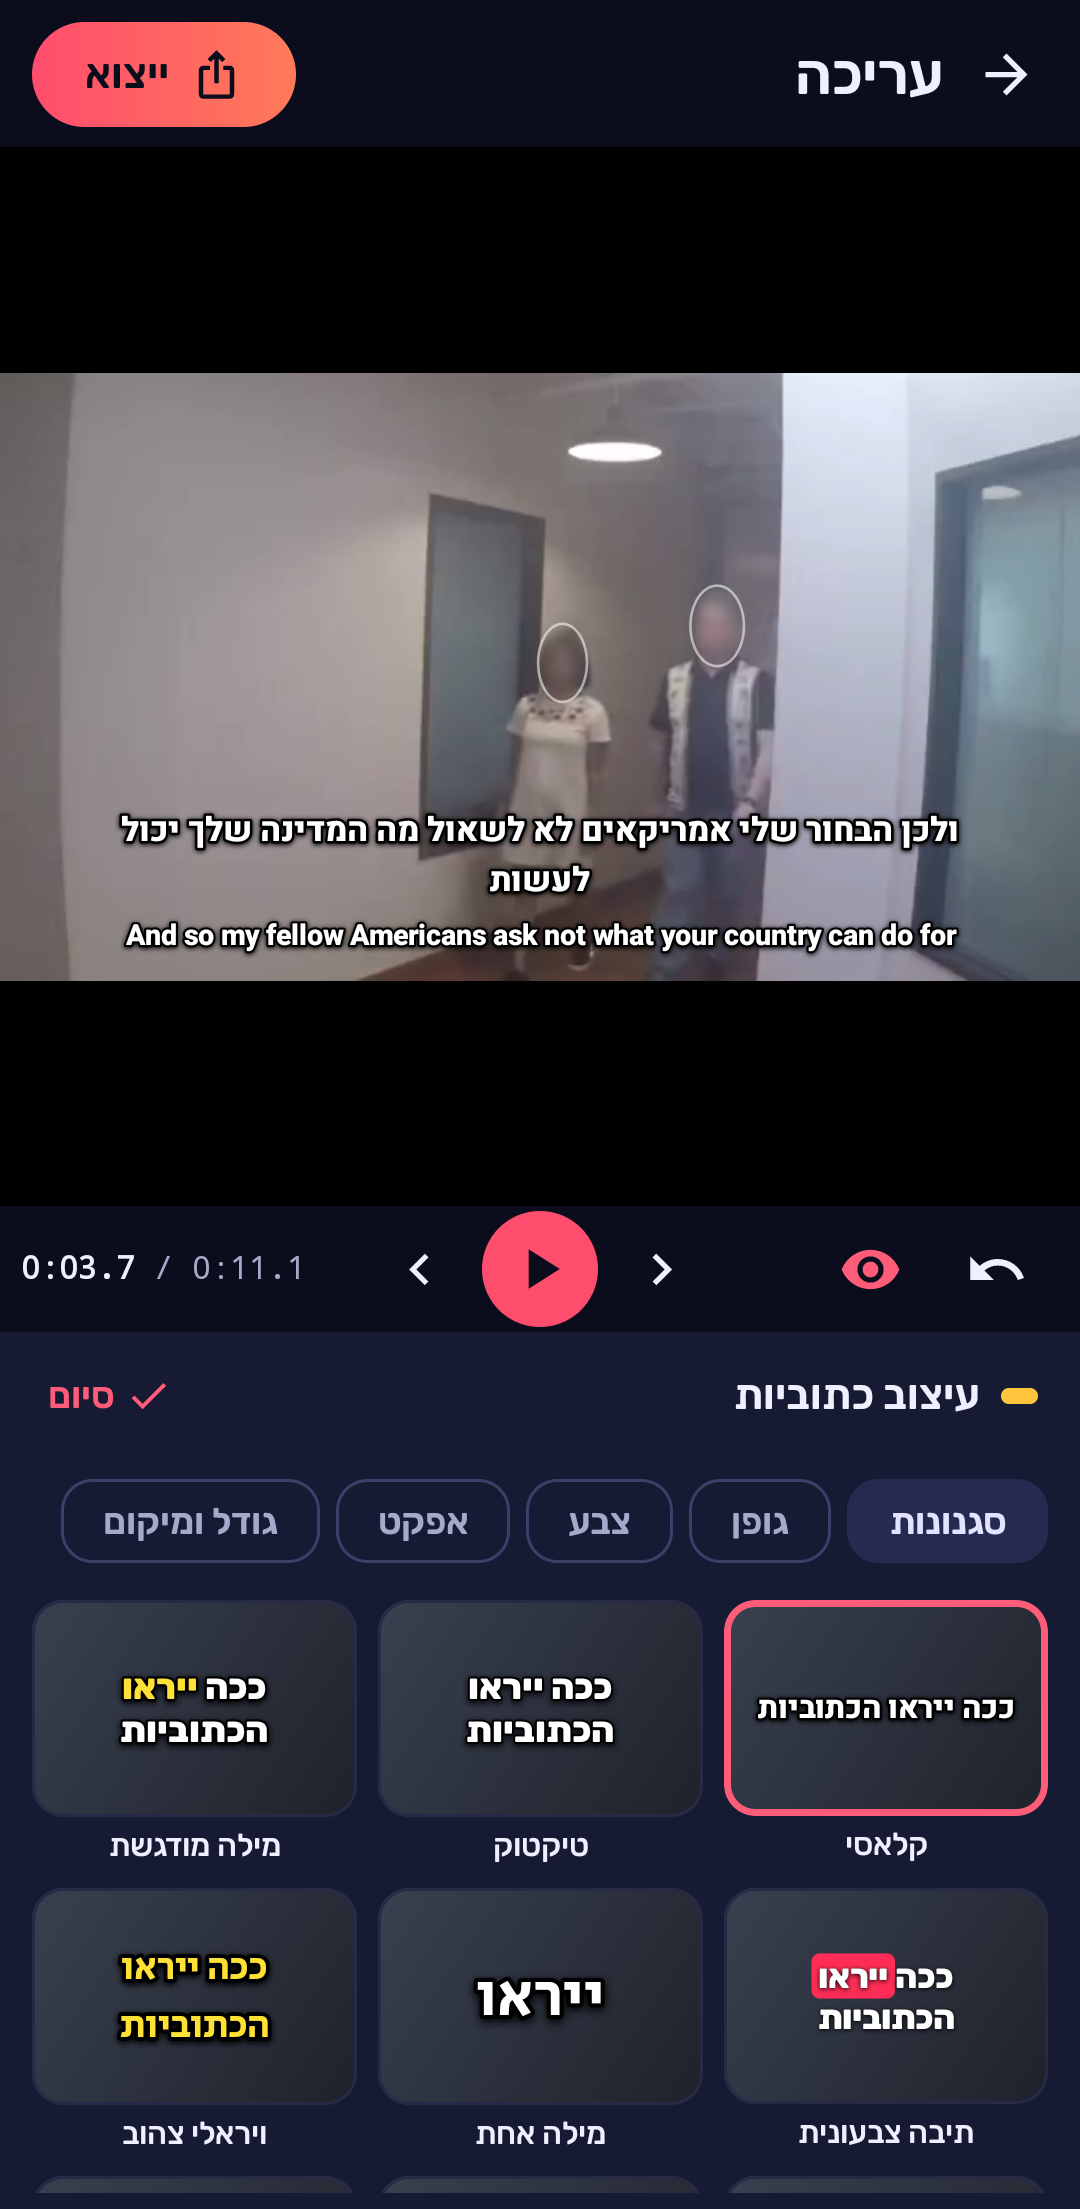 עריכה
ייצוא
ולכן הבחור שלי אמריקאים לא לשאול מה המדינה שלך יכול
לעשות
And so my fellow Americans ask not what your country can do for
0:03.7 / 0:11.1
עיצוב כתוביות
סיום
סגנונות
גופן
צבע
אפקט
גודל ומיקום
ככה ייראו הכתוביות
קלאסי
ככה ייראו
הכתוביות
טיקטוק
ככה ייראו
הכתוביות
מילה מודגשת
ככה ייראו
הכתוביות
תיבה צבעונית
ייראו
מילה אחת
ככה ייראו
הכתוביות
ויראלי צהוב